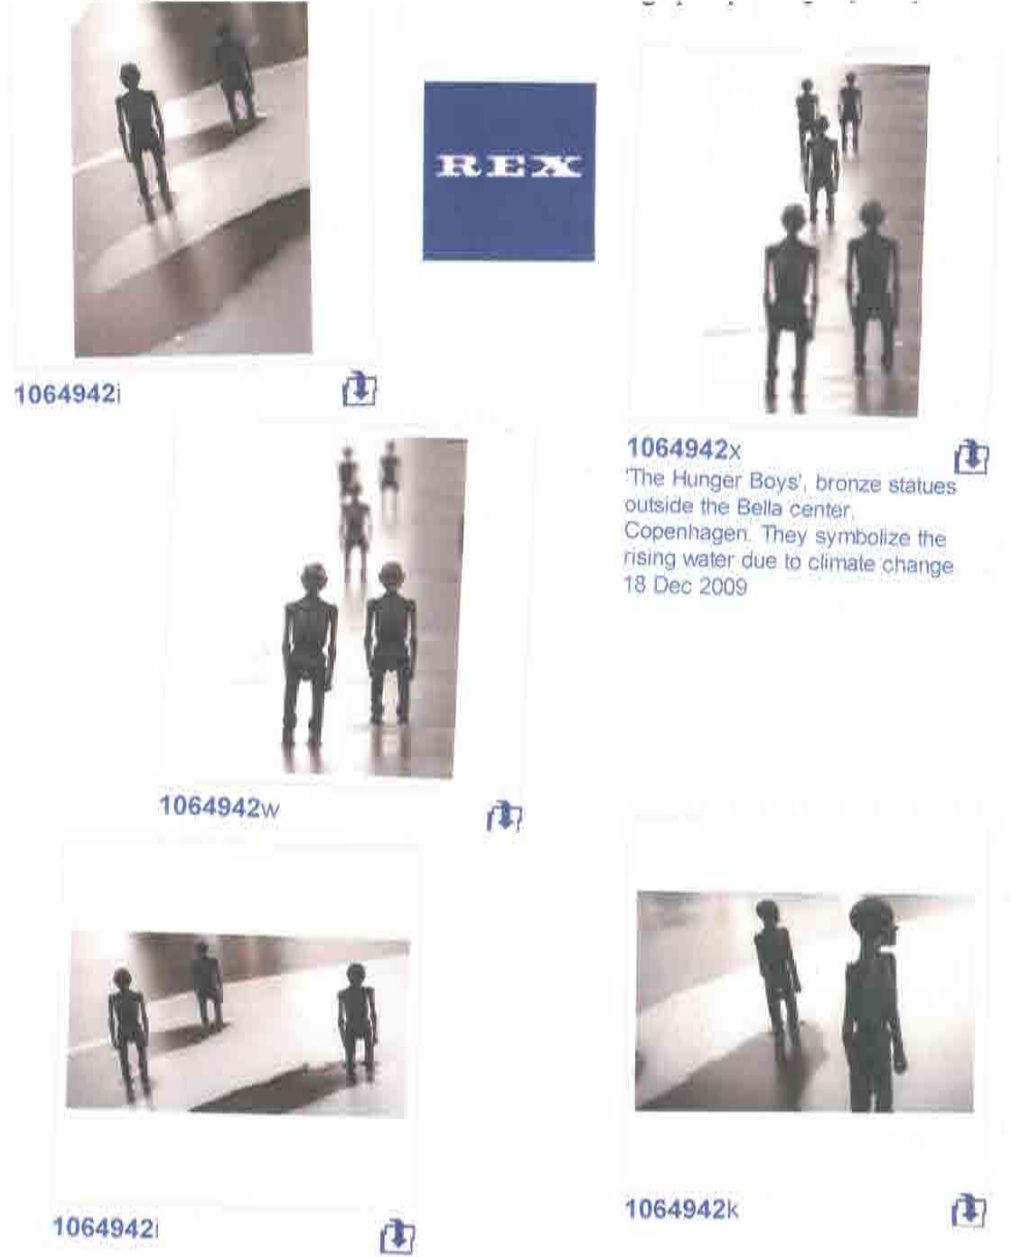 REX
1064942i
1064942x
'The Hunger Boys', bronze statues
outside the Bella center,
Copenhagen. They symbolize the
rising water due to climate change
18 Dec 2009
1064942w
1064942k